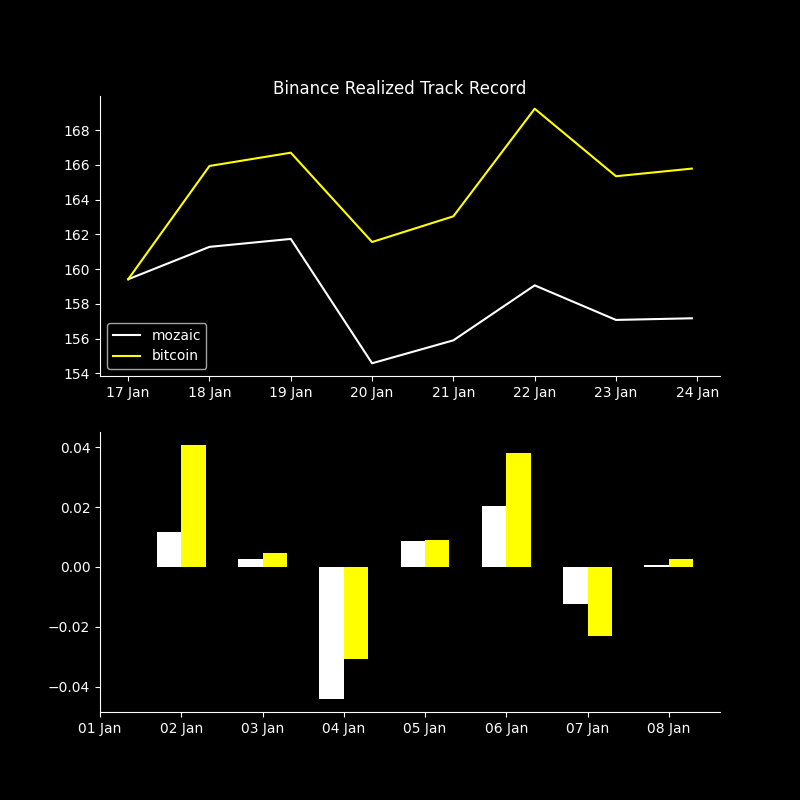 Binance Realized Track Record
168
166
164
162
160
158
156
154
mozaic
bitcoin
17 Jan 18 Jan 19 Jan 20 Jan 21 Jan 22 Jan 23 Jan 24 Jan
0.04
0.02
0.00
−0.02
−0.04
01 Jan 02 Jan 03 Jan 04 Jan 05 Jan 06 Jan 07 Jan 08 Jan